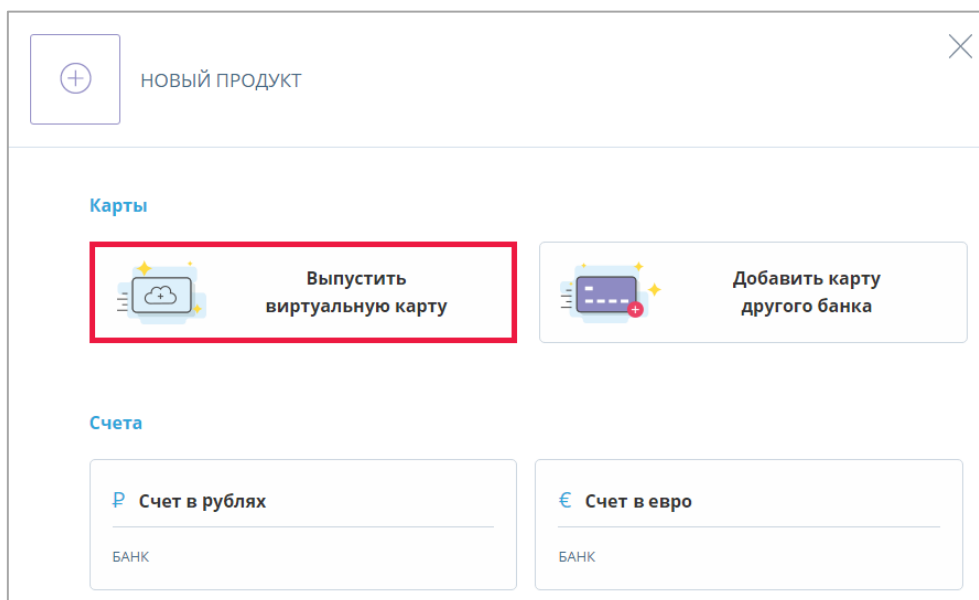 НОВЫЙ ПРОДУКТ
Карты
Выпустить
виртуальную карту
Добавить карту
другого банка
Счета
₽ Счет в рублях
БАНК
€ Счет в евро
БАНК